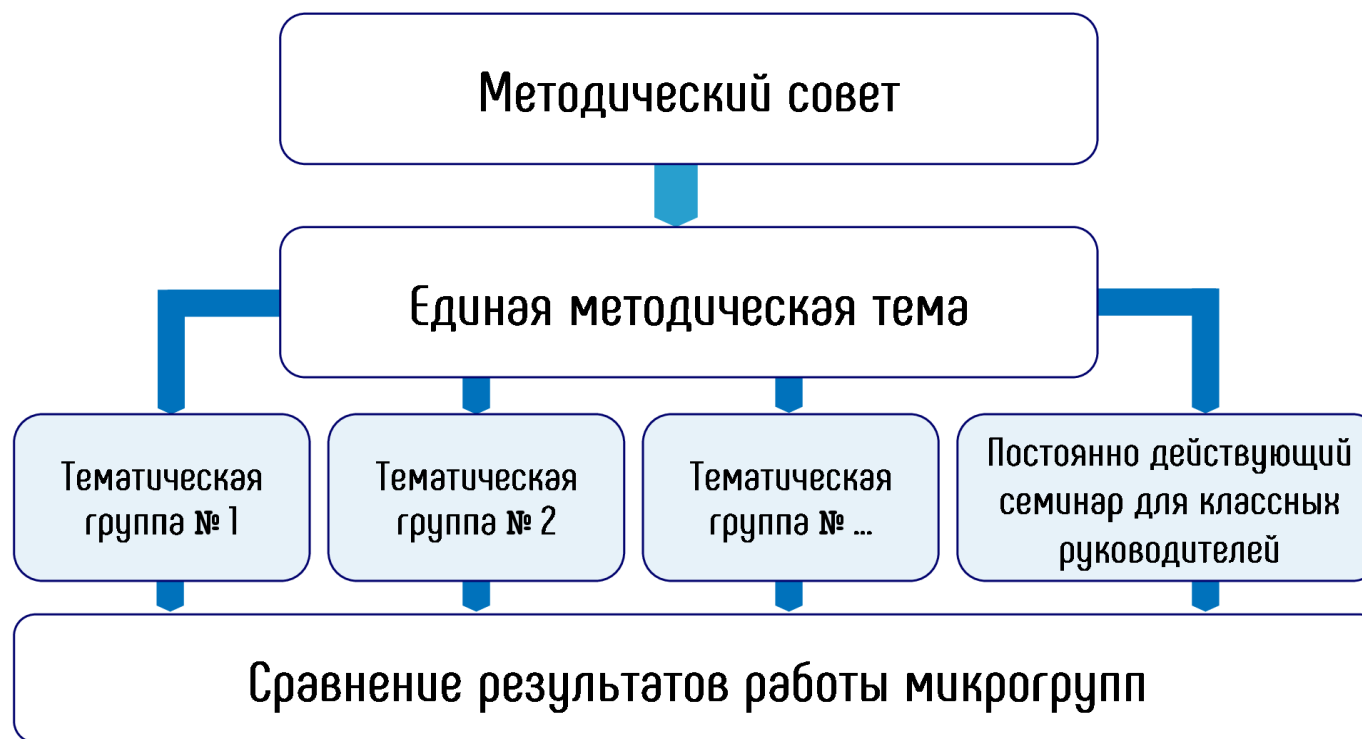 Методический совет
Единая методическая тема
Тематическая
группа № 1
Тематическая
группа № 2
Тематическая
группа № ...
Постоянно действующий
семинар для классных
руководителей
Сравнение результатов работы микрогрупп